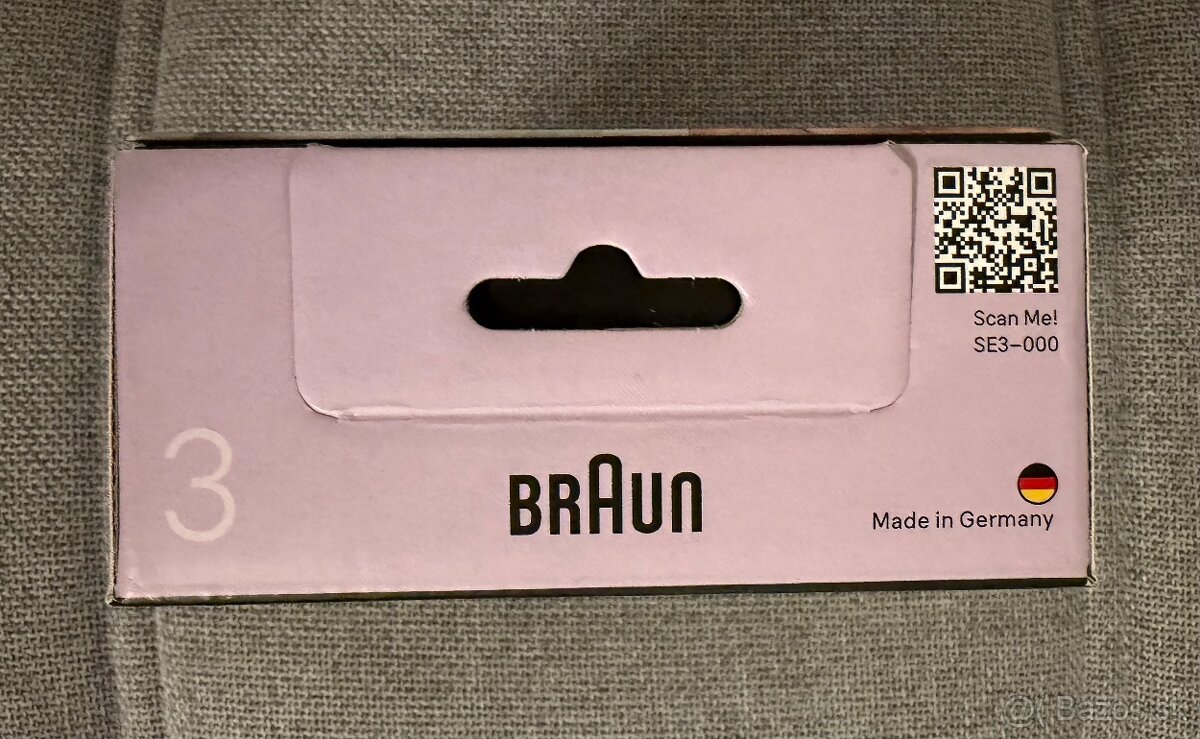 Scan Me!
SE3–000
3
BRAUN
Made in Germany
Bazos.sk